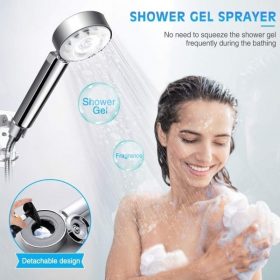 SHOWER GEL SPRAYER
No need to squeeze the shower gel
frequently during the bathing
Shower
Gel
Fragrance
Detachable design